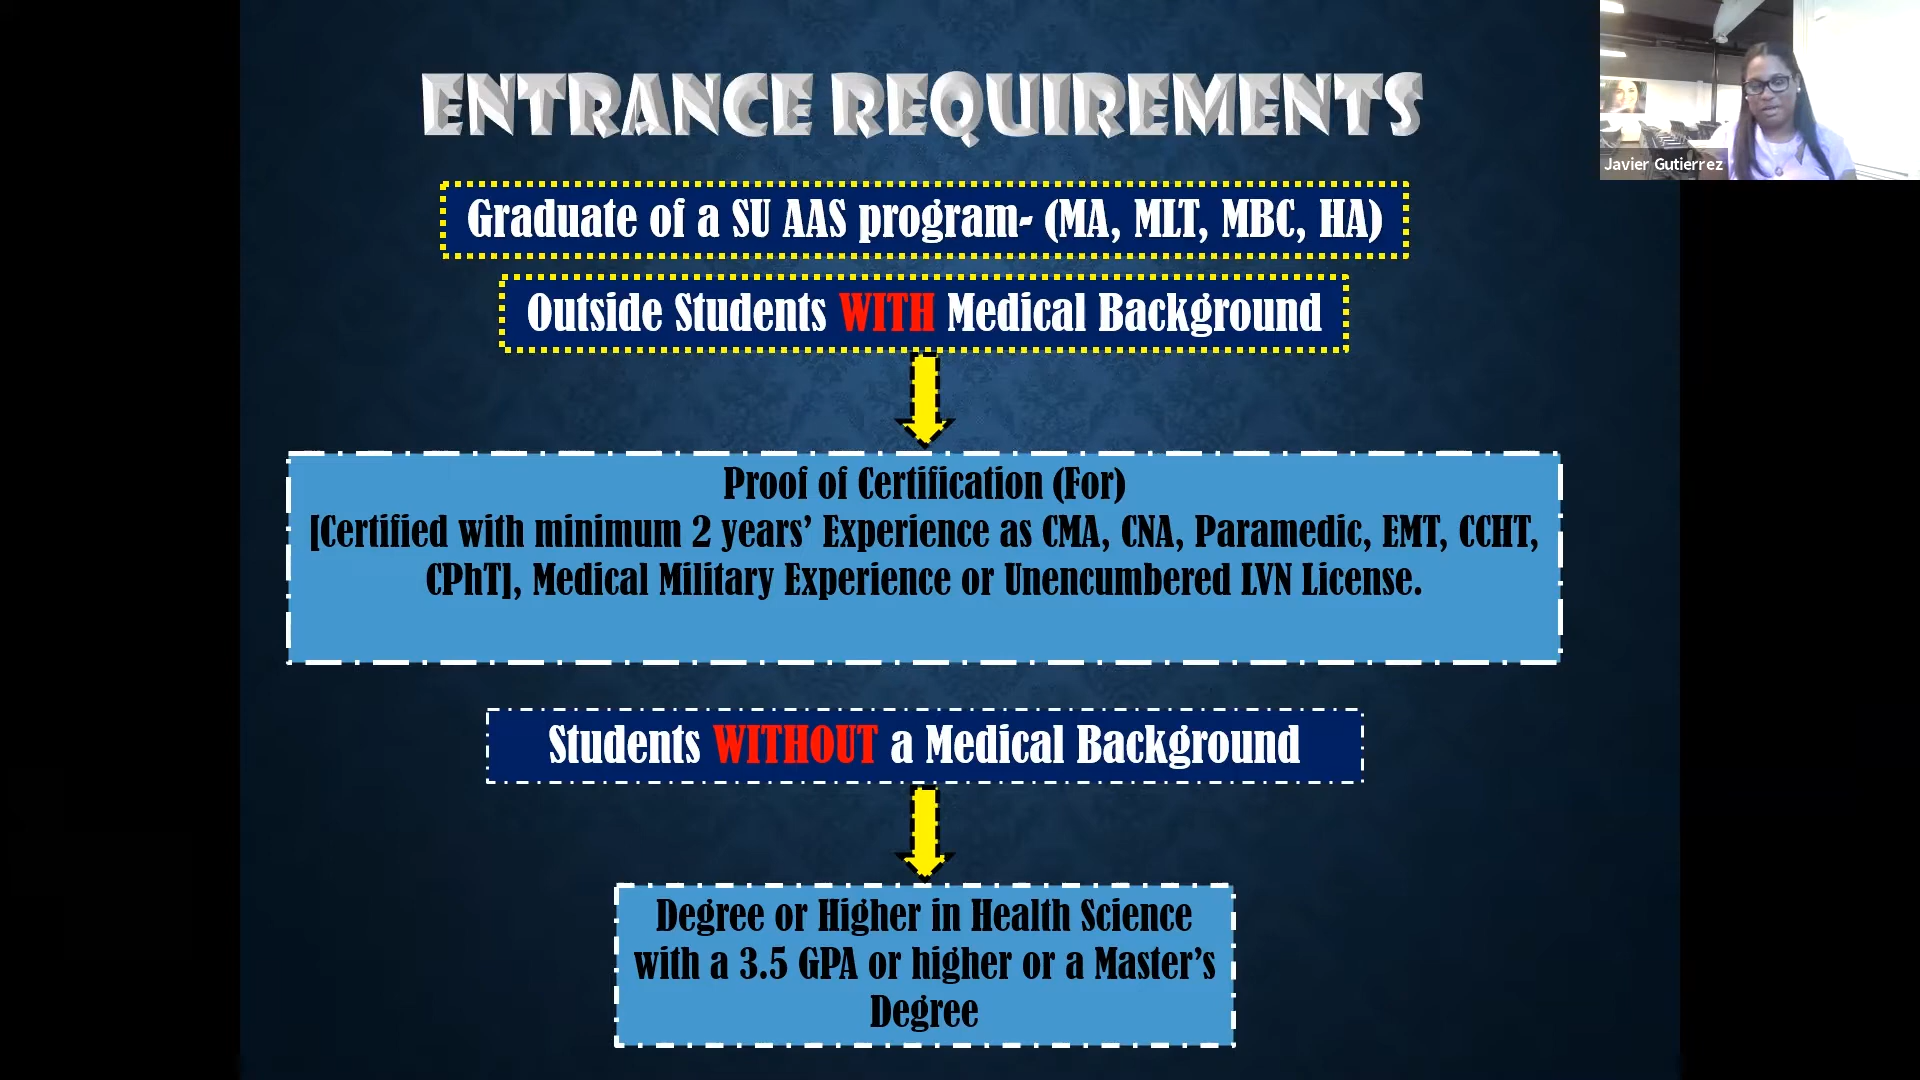 ENTRANCE REQUIREMENTS
Javier Gutierrez
Graduate of a SU AAS program- (MA, MLT, MBC, HA)
Outside Students WITH Medical Background
Proof of Certification (For)
[Certified with minimum 2 years’ Experience as CMA, CNA, Paramedic, EMT, CCHT,
CPhT], Medical Military Experience or Unencumbered LVN License.
Students WITHOUT a Medical Background
Degree or Higher in Health Science
with a 3.5 GPA or higher or a Master’s
Degree